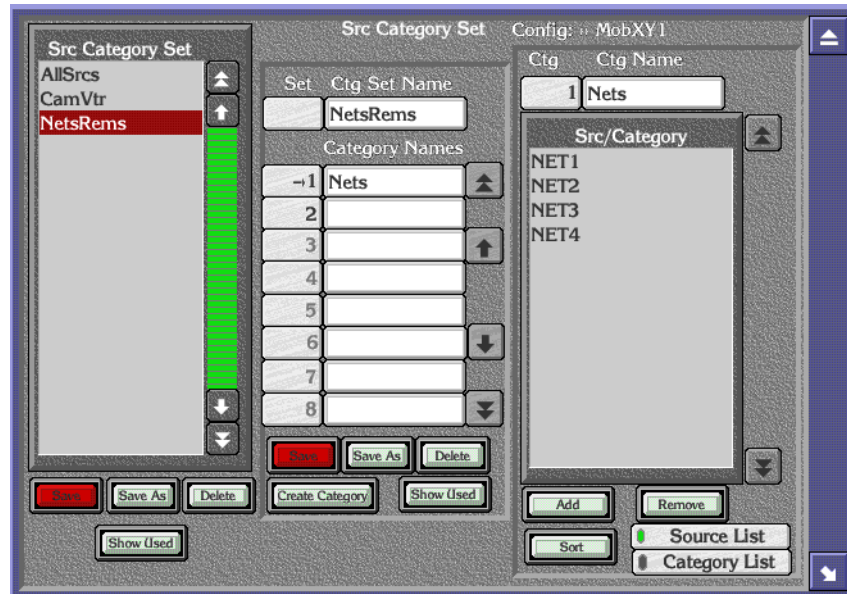 Src Category Set
Config: » MobXY1
Src Category Set
AllSrcs
CamVtr
NetsRems
Save
Save As
Delete
Show Used
Set
Ctg Set Name
NetsRems
Category Names
→1
Nets
2
3
4
5
6
7
8
Save
Save As
Delete
Create Category
Show Used
Ctg
Ctg Name
1
Nets
Src/Category
NET1
NET2
NET3
NET4
Add
Remove
Sort
Source List
Category List